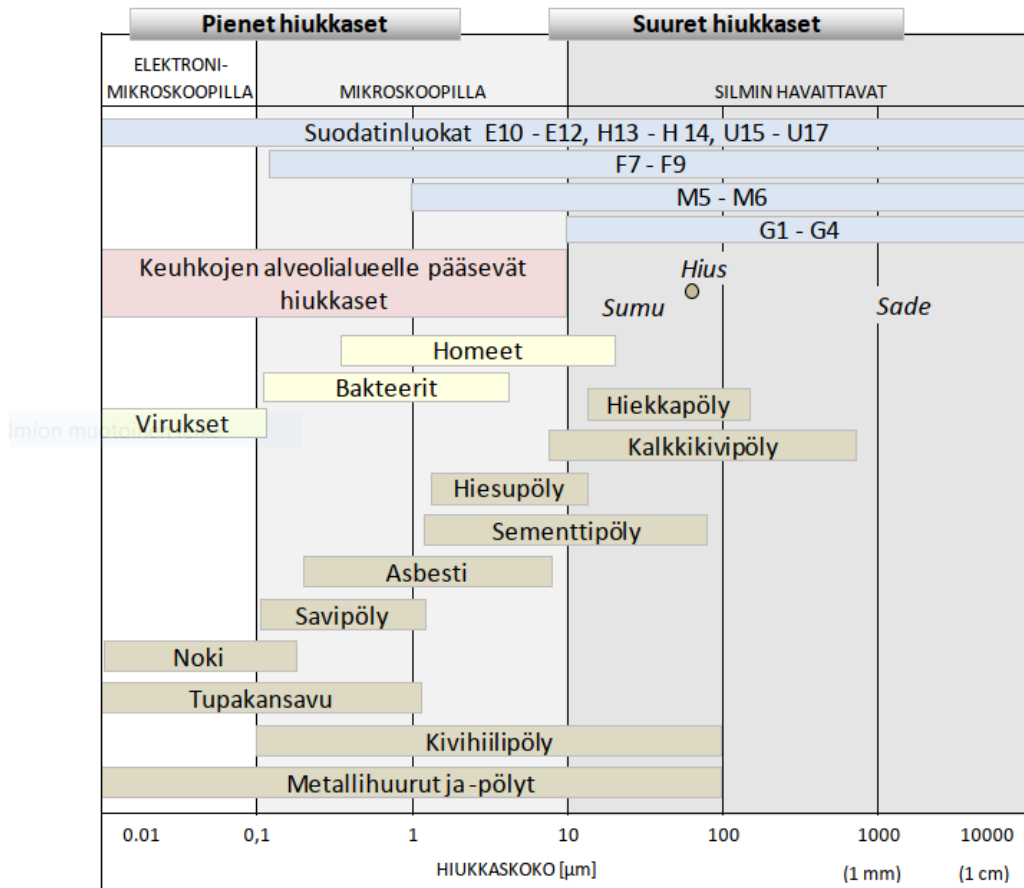 Pienet hiukkaset
Suuret hiukkaset
ELEKTRONI-
MIKROSKOOPILLA
MIKROSKOOPILLA
SILMIN HAVAITTAVAT
Suodatinluokat E10 - E12, H13 - H 14, U15 - U17
F7 - F9
M5 - M6
G1 - G4
Keuhkojen alveolialueelle pääsevät
hiukkaset
Hius
Sumu
Sade
Homeet
Bakteerit
Hiekkapöly
Virukset
Kalkkikivipöly
Hiesupöly
Sementtipöly
Asbesti
Savipöly
Noki
Tupakansavu
Kivihiilipöly
Metallihuurut ja -pölyt
0.01 0,1 1 10 100 1000 10000
HIUKKASKOKO [µm]
(1 mm) (1 cm)